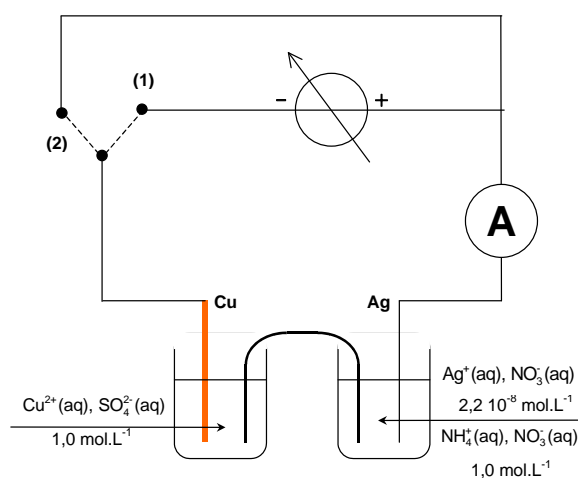 (1)
(2)
- +
A
Cu
Ag
Cu²⁺(aq), SO₄²⁻(aq)
1,0 mol.L⁻¹
Ag⁺(aq), NO₃⁻(aq)
2,2 10⁻⁸ mol.L⁻¹
NH₄⁺(aq), NO₃⁻(aq)
1,0 mol.L⁻¹